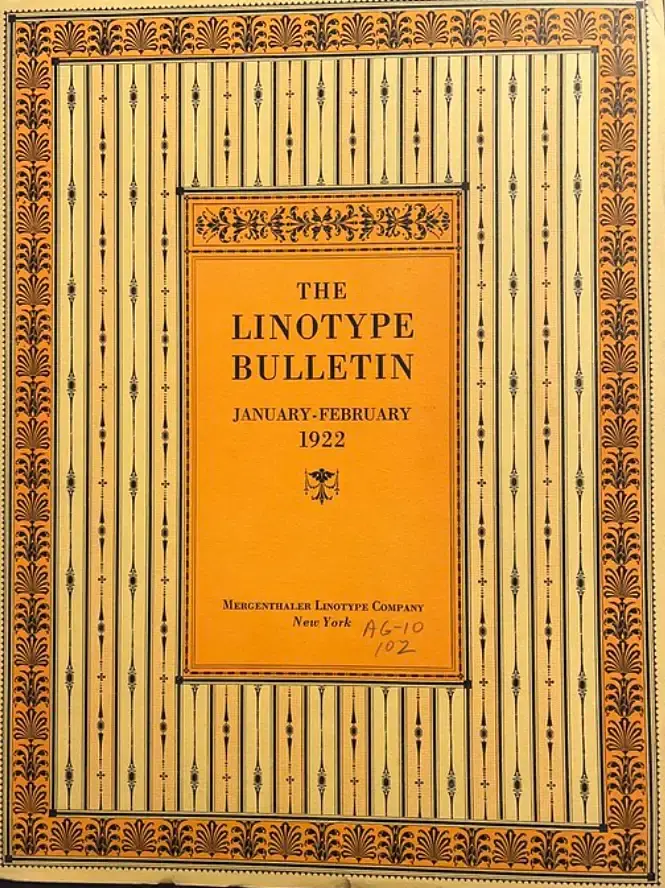 THE
LINOTYPE
BULLETIN
JANUARY-FEBRUARY
1922
MERGENTHALER LINOTYPE COMPANY
New York
AG-10
102